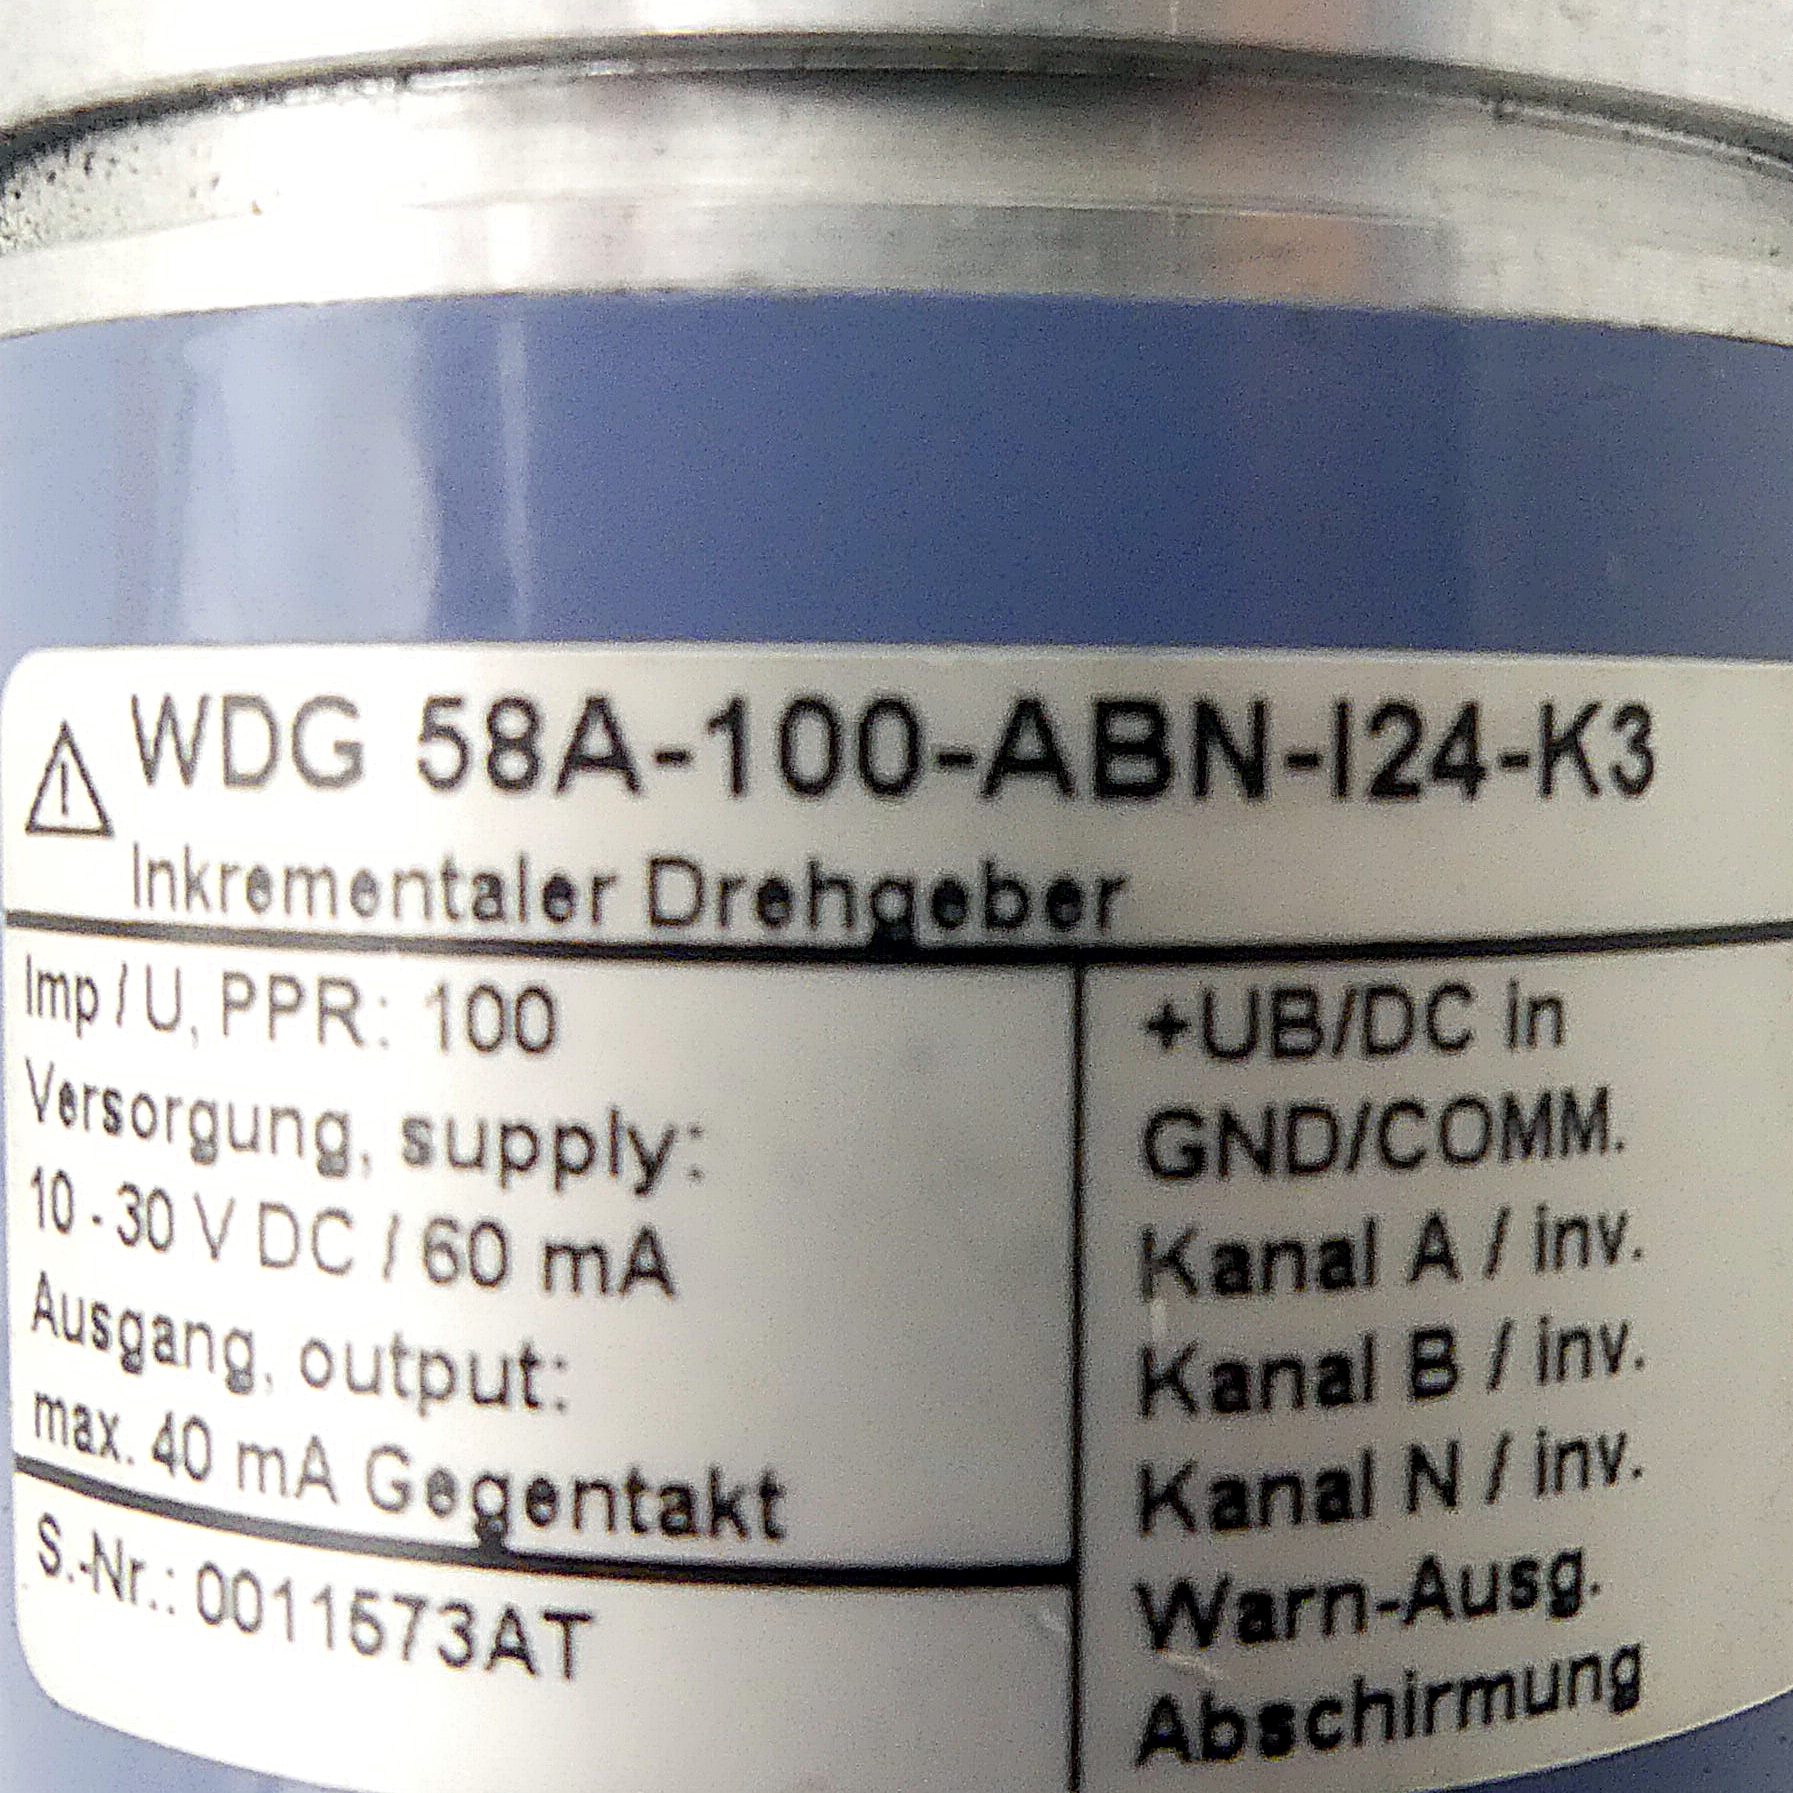 WDG 58A-100-ABN-I24-K3
Inkrementaler Drehgeber
Imp / U, PPR: 100
Versorgung, supply:
10 - 30 V DC / 60 mA
Ausgang, output:
max. 40 mA Gegentakt
S.-Nr.: 0011573AT
+UB/DC in
GND/COMM.
Kanal A / inv.
Kanal B / inv.
Kanal N / inv.
Warn-Ausg.
Abschirmung